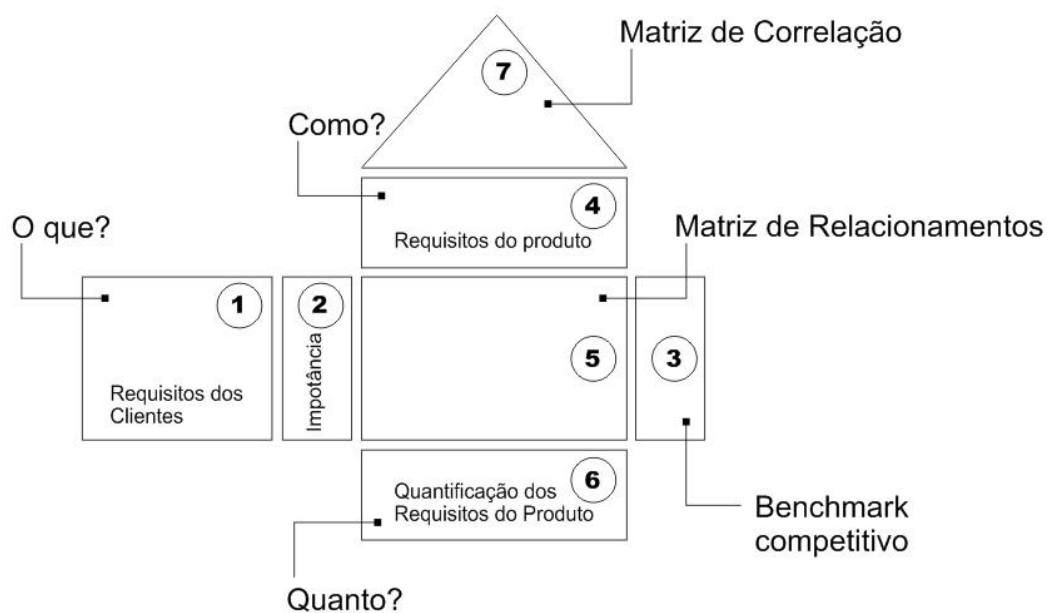 Matriz de Correlação
7
Como?
4
Requisitos do produto
O que?
Matriz de Relacionamentos
1
Requisitos dos
Clientes
2
Impotância
5
3
6
Quantificação dos
Requisitos do Produto
Benchmark
competitivo
Quanto?